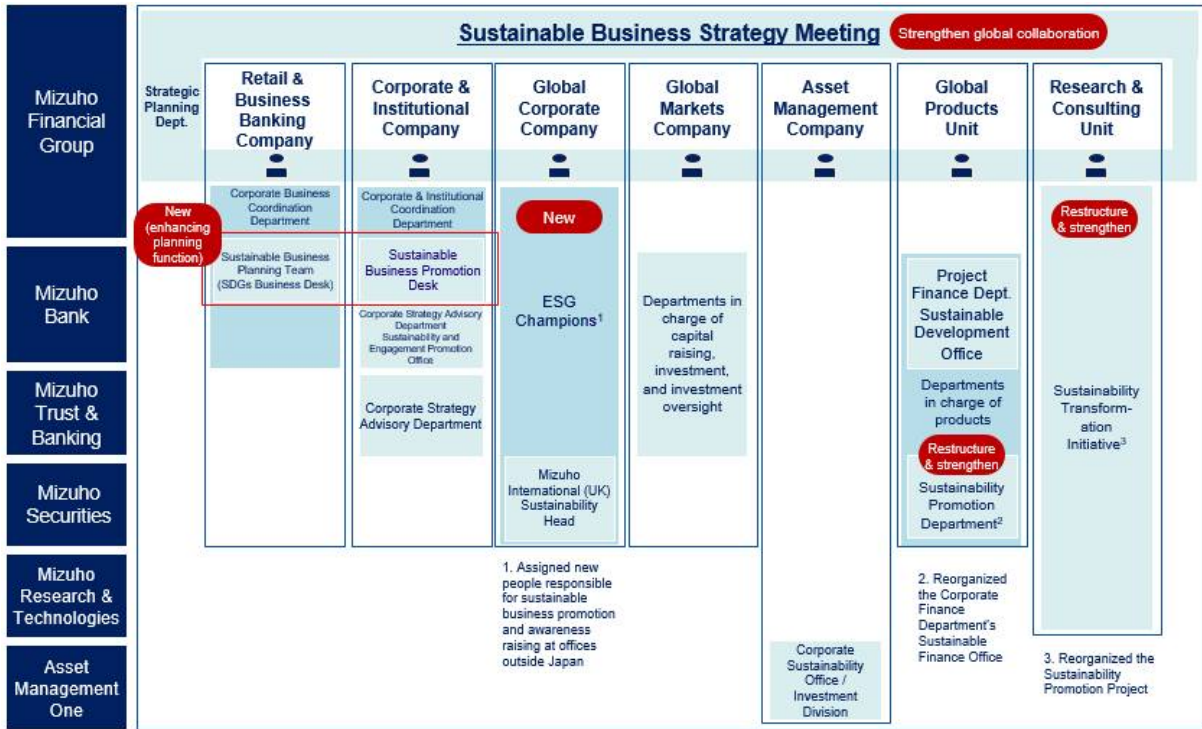 Sustainable Business Strategy Meeting
Strengthen global collaboration
Mizuho
Financial
Group
Strategic
Planning
Dept.
Retail &
Business
Banking
Company
Corporate &
Institutional
Company
Global
Corporate
Company
Global
Markets
Company
Asset
Management
Company
Global
Products
Unit
Research &
Consulting
Unit
New
(enhancing
planning
function)
Corporate Business
Coordination
Department
Corporate & Institutional
Coordination
Department
New
Restructure
& strengthen
Mizuho
Bank
Sustainable Business
Planning Team
(SDGs Business Desk)
Sustainable
Business Promotion
Desk
Corporate Strategy Advisory
Department
Sustainability and
Engagement Promotion
Office
ESG
Champions1
Departments in
charge of
capital
raising,
investment,
and investment
oversight
Project
Finance Dept.
Sustainable
Development
Office
Mizuho
Trust &
Banking
Corporate Strategy
Advisory Department
Departments
in charge of
products
Sustainability
Transform-
ation
Initiative3
Restructure
& strengthen
Mizuho
Securities
Mizuho
International (UK)
Sustainability
Head
Sustainability
Promotion
Department2
Mizuho
Research &
Technologies
1. Assigned new
people responsible
for sustainable
business promotion
and awareness
raising at offices
outside Japan
2. Reorganized
the Corporate
Finance
Department's
Sustainable
Finance Office
Asset
Management
One
Corporate
Sustainability
Office /
Investment
Division
3. Reorganized the
Sustainability
Promotion Project